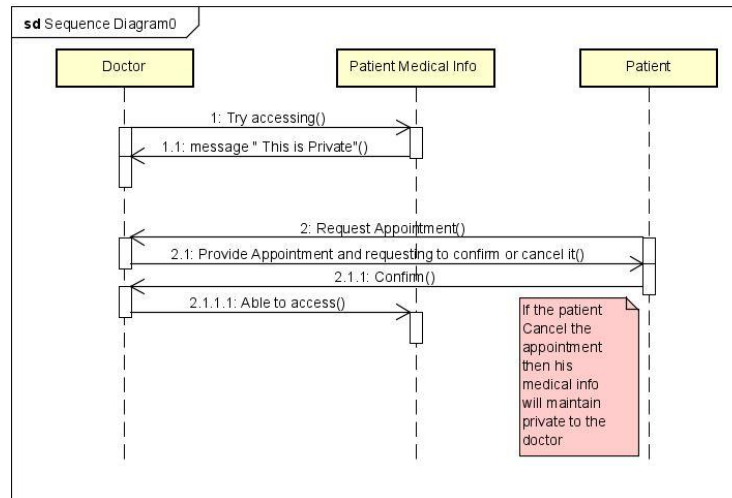 sd Sequence Diagram0
Doctor
Patient Medical Info
Patient
1: Try accessing()
1.1: message " This is Private"()
2: Request Appointment()
2.1: Provide Appointment and requesting to confirm or cancel it()
2.1.1: Confirm()
2.1.1.1: Able to access()
If the patient
Cancel the
appointment
then his
medical info
will maintain
private to the
doctor